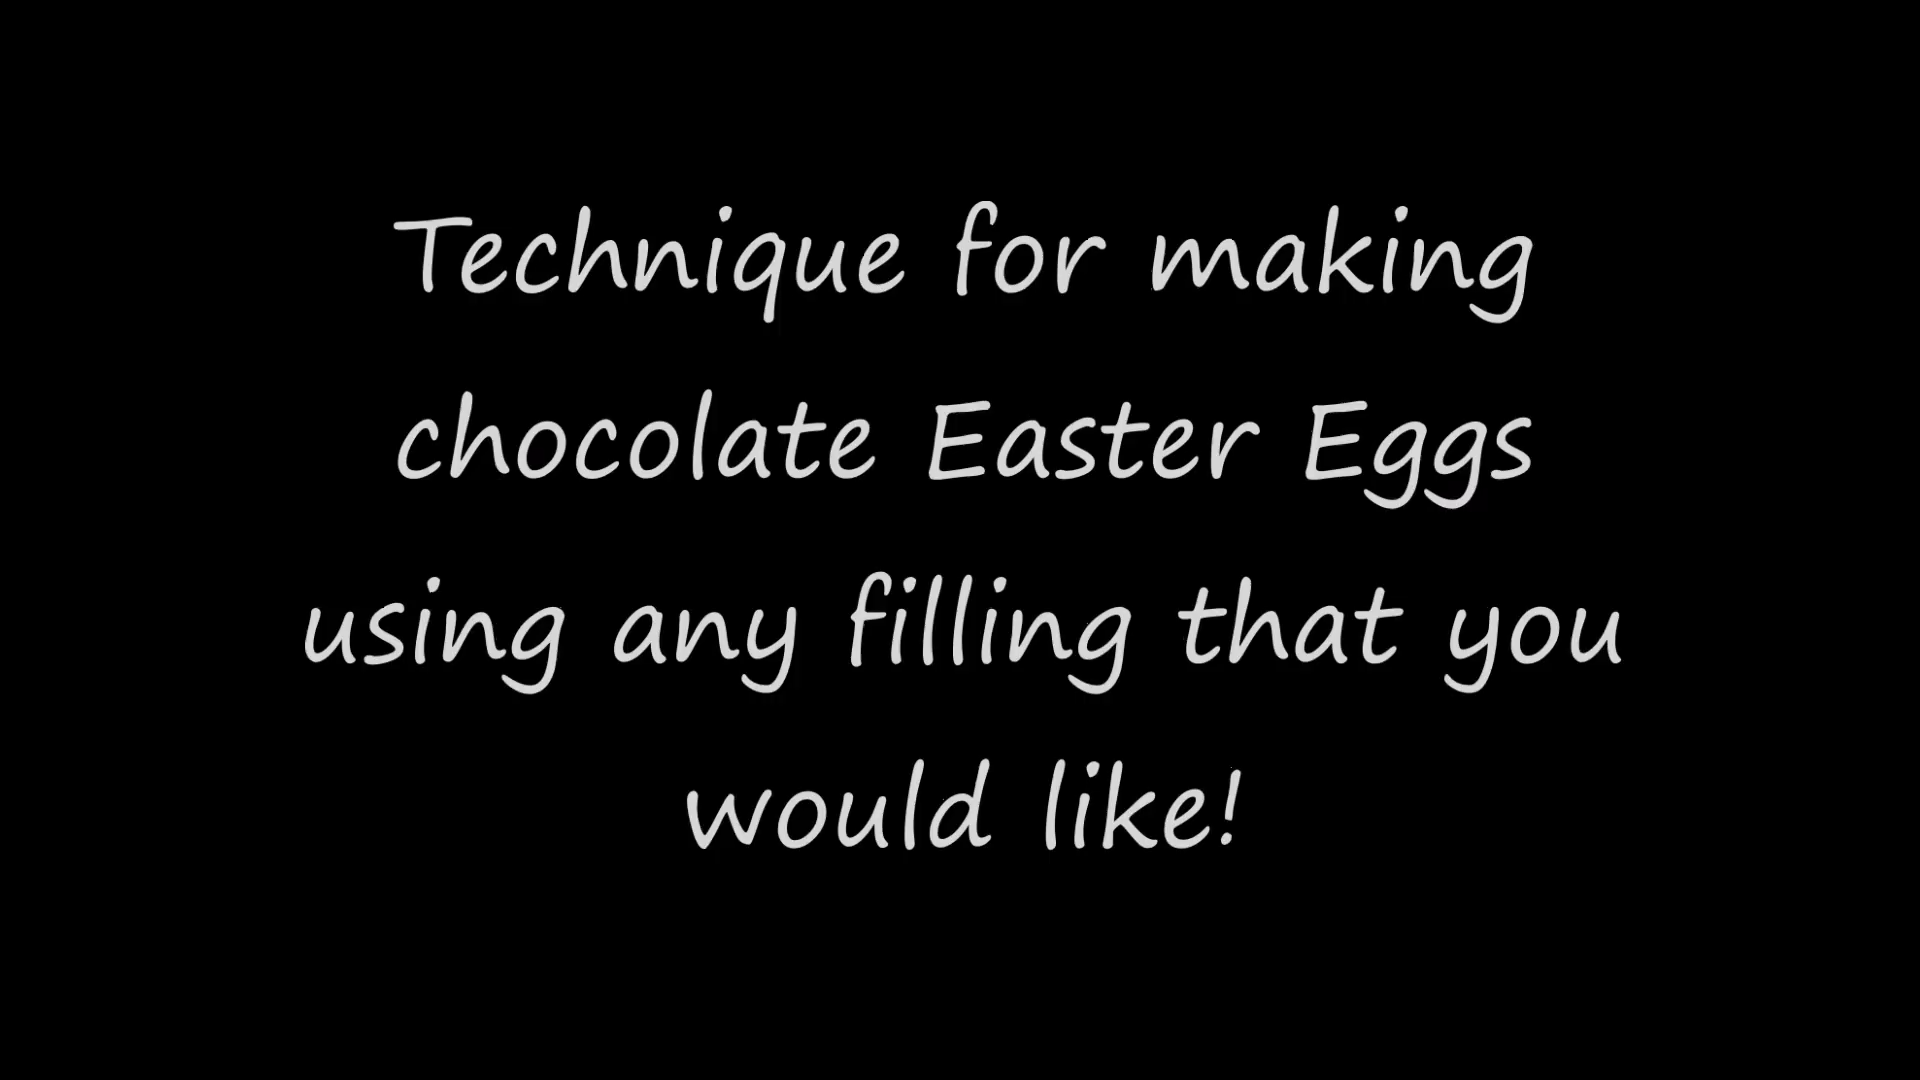 Technique for making
chocolate Easter Eggs
using any filling that you
would like!